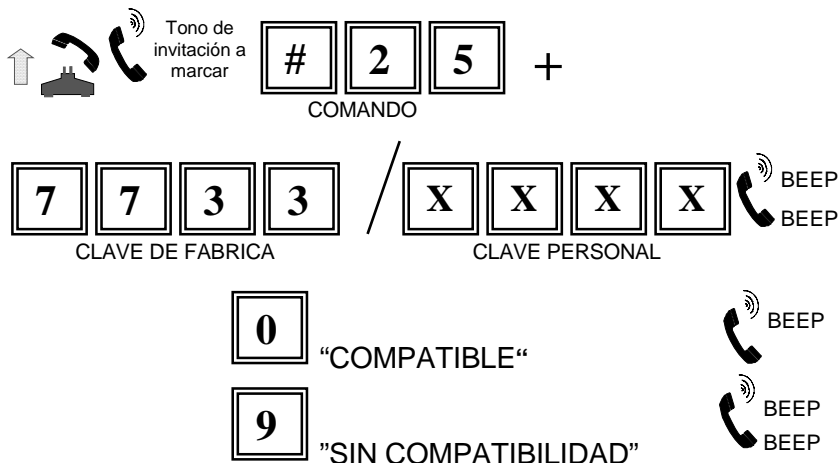 Tono de
invitación a
marcar
# 2 5 +
COMANDO
7 7 3 3 / X X X X
BEEP
BEEP
CLAVE DE FABRICA
CLAVE PERSONAL
0 "COMPATIBLE“
BEEP
9 ”SIN COMPATIBILIDAD”
BEEP
BEEP